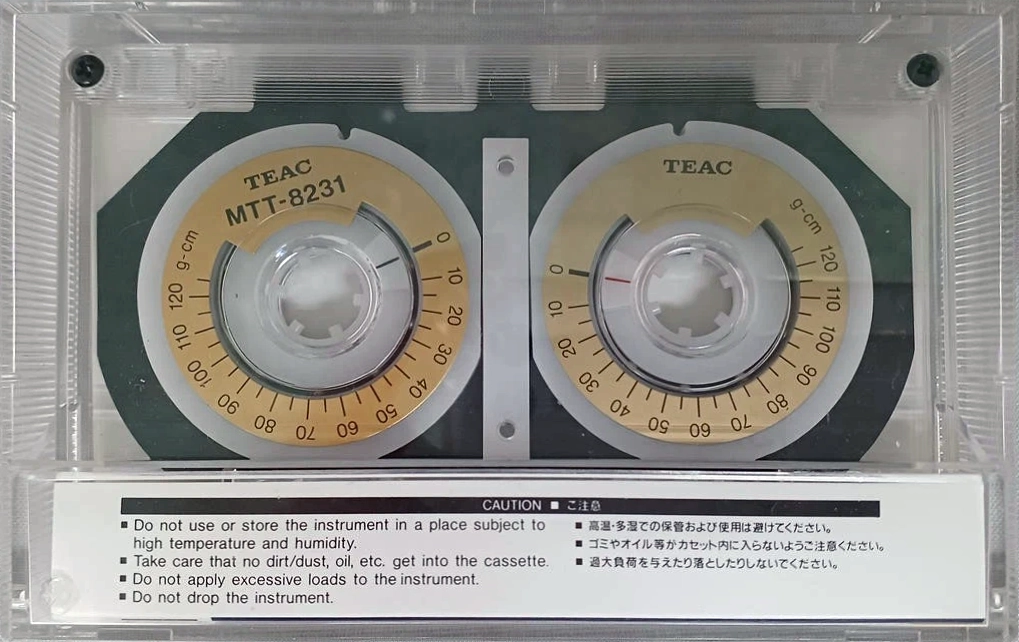 TEAC
MTT-8231
g-cm
0
10
20
30
40
50
60
70
80
90
100
110
120
TEAC
g-cm
0
10
20
30
40
50
60
70
80
90
100
110
120
CAUTION ■ ご注意
■ Do not use or store the instrument in a place subject to
high temperature and humidity.
■ Take care that no dirt/dust, oil, etc. get into the cassette.
■ Do not apply excessive loads to the instrument.
■ Do not drop the instrument.
■ 高温・多湿での保管および使用は避けてください。
■ ゴミやオイル等がカセット内に入らないようご注意ください。
■ 過大負荷を与えたり落としたりしないでください。